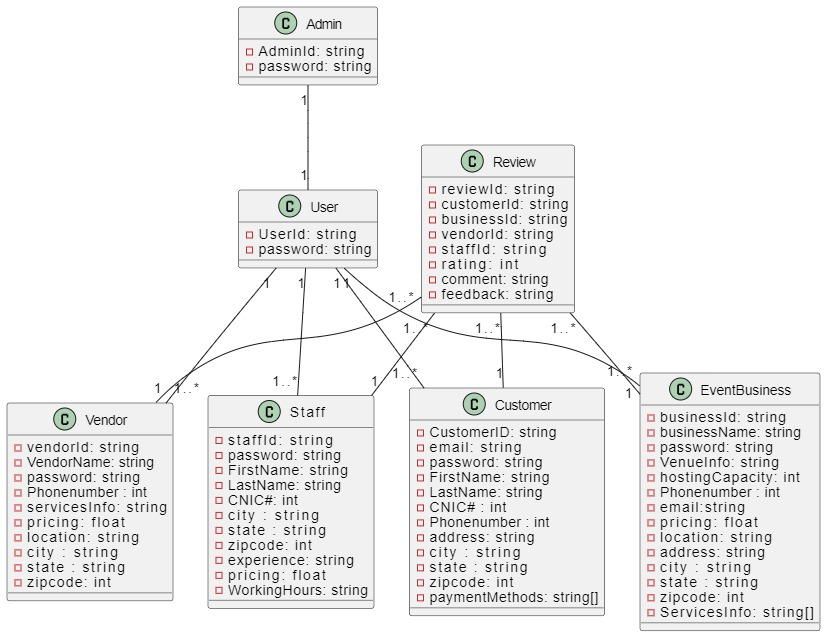 C Admin
AdminId: string
password: string
1
1
C User
UserId: string
password: string
C Review
reviewId: string
customerId: string
businessId: string
vendorId: string
staffId: string
rating: int
comment: string
feedback: string
1 1 1 1
1..*
1..* 1..* 1..*
1 1..* 1..* 1 1..* 1 1..* 1
C Vendor
vendorId: string
VendorName: string
password: string
Phonenumber : int
servicesInfo: string
pricing: float
location: string
city : string
state : string
zipcode: int
C Staff
staffId: string
password: string
FirstName: string
LastName: string
CNIC#: int
city : string
state : string
zipcode: int
experience: string
pricing: float
WorkingHours: string
C Customer
CustomerID: string
email: string
password: string
FirstName: string
LastName: string
CNIC# : int
Phonenumber : int
address: string
city : string
state : string
zipcode: int
paymentMethods: string[]
C EventBusiness
businessId: string
businessName: string
password: string
VenueInfo: string
hostingCapacity: int
Phonenumber : int
email:string
pricing: float
location: string
address: string
city : string
state : string
zipcode: int
ServicesInfo: string[]